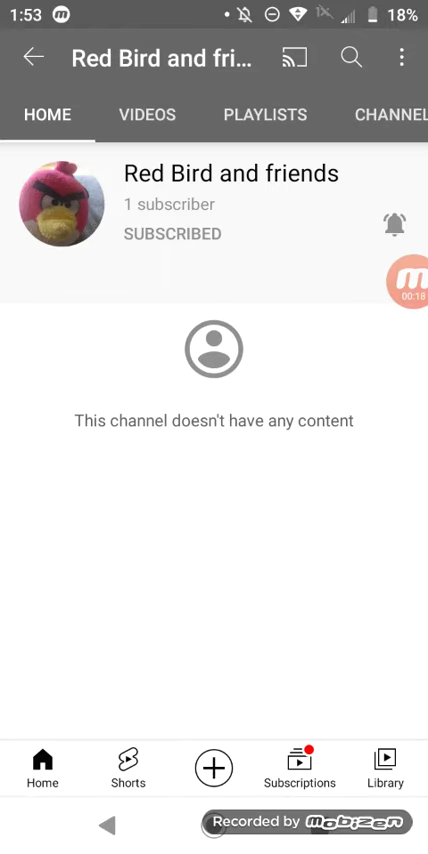 1:53
18%
Red Bird and fri...
HOME VIDEOS PLAYLISTS CHANNEL
Red Bird and friends
1 subscriber
SUBSCRIBED
00:18
This channel doesn't have any content
Home Shorts Subscriptions Library
Recorded by mobizen